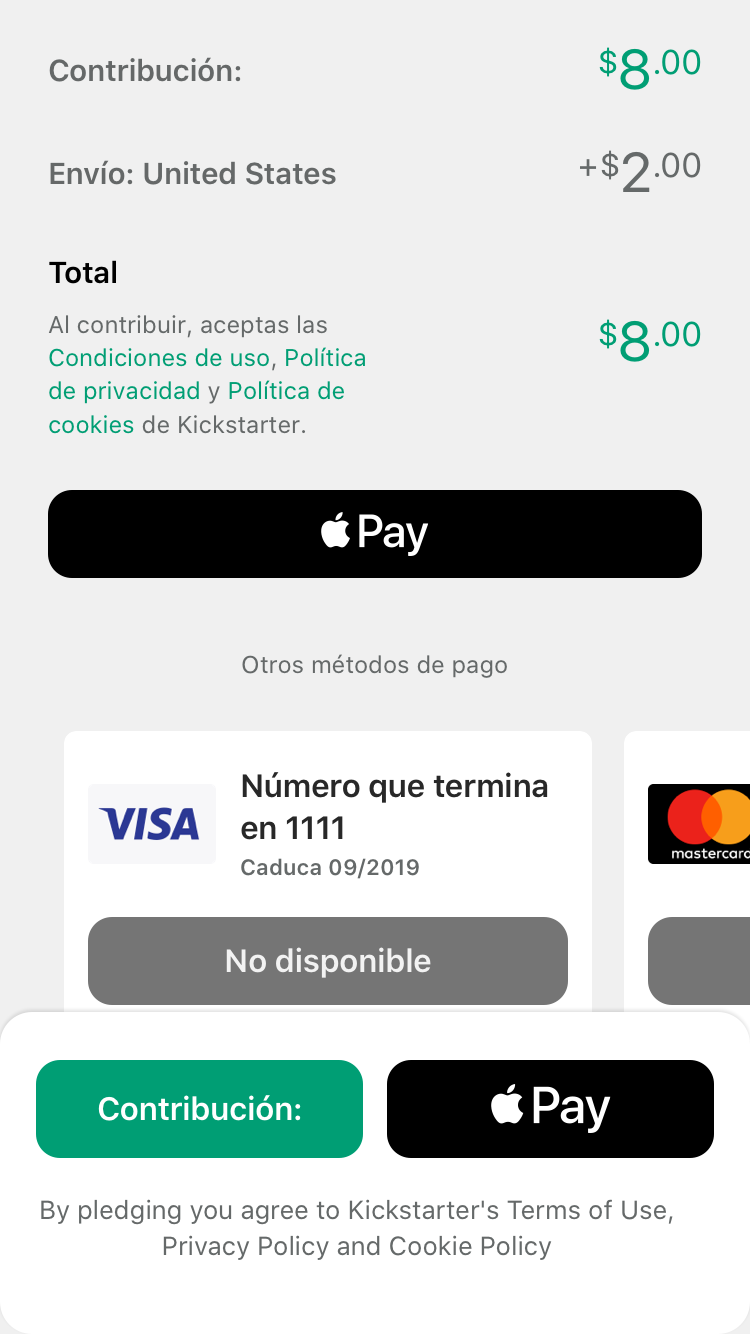 Contribución:
$8.00
Envío: United States
+$2.00
Total
Al contribuir, aceptas las
Condiciones de uso, Política
de privacidad y Política de
cookies de Kickstarter.
$8.00
Pay
Otros métodos de pago
VISA
Número que termina
en 1111
Caduca 09/2019
No disponible
mastercard
Contribución:
Pay
By pledging you agree to Kickstarter's Terms of Use,
Privacy Policy and Cookie Policy